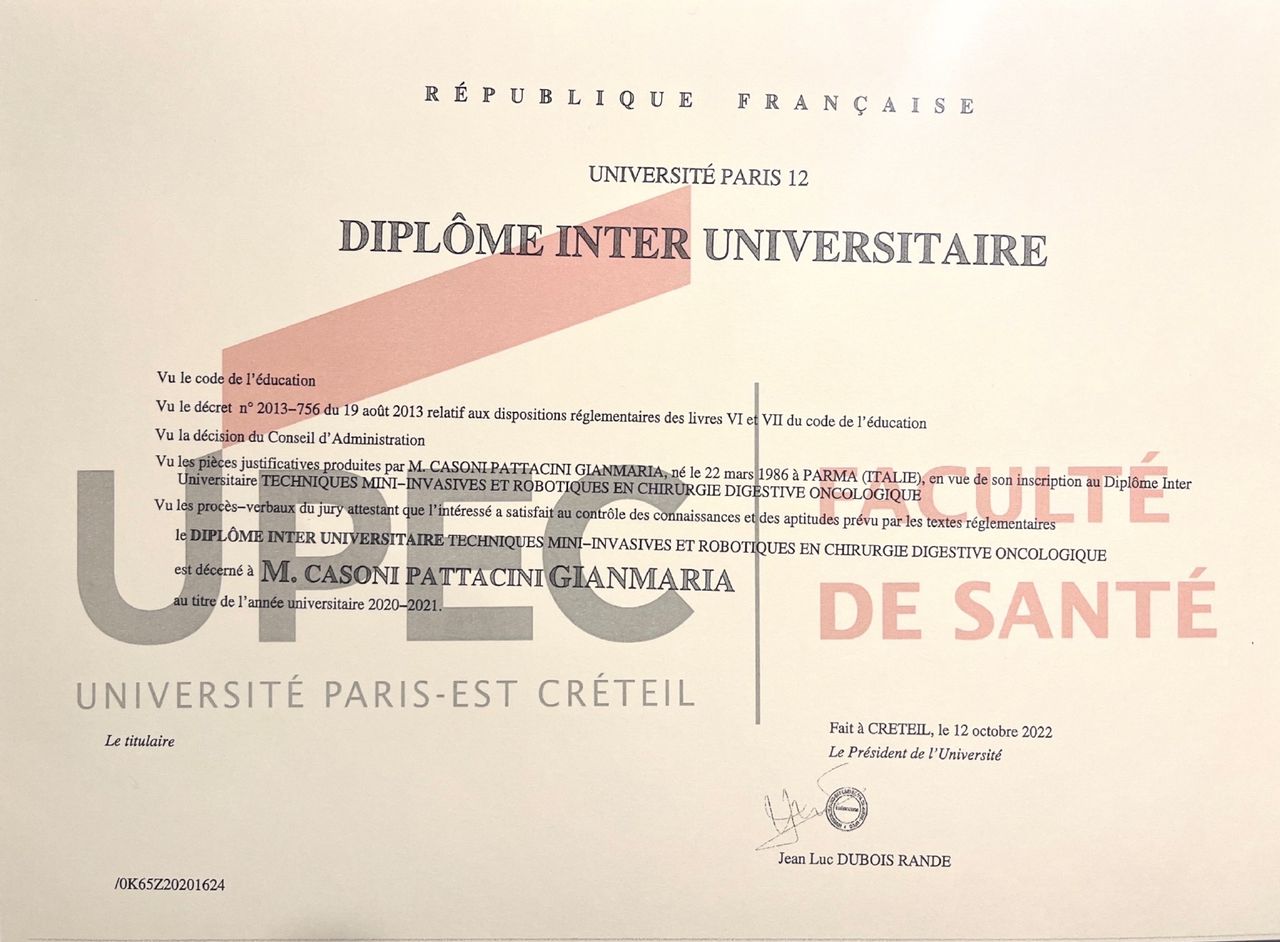 RÉPUBLIQUE FRANÇAISE
UNIVERSITÉ PARIS 12
DIPLÔME INTER UNIVERSITAIRE
Vu le code de l'éducation
Vu le décret n° 2013–756 du 19 août 2013 relatif aux dispositions réglementaires des livres VI et VII du code de l'éducation
Vu la décision du Conseil d'Administration
Vu les pièces justificatives produites par M. CASONI PATTACINI GIANMARIA, né le 22 mars 1986 à PARMA (ITALIE), en vue de son inscription au Diplôme Inter
Universitaire TECHNIQUES MINI–INVASIVES ET ROBOTIQUES EN CHIRURGIE DIGESTIVE ONCOLOGIQUE
Vu les procès–verbaux du jury attestant que l'intéressé a satisfait au contrôle des connaissances et des aptitudes prévu par les textes réglementaires
le DIPLÔME INTER UNIVERSITAIRE TECHNIQUES MINI–INVASIVES ET ROBOTIQUES EN CHIRURGIE DIGESTIVE ONCOLOGIQUE
est décerné à M. CASONI PATTACINI GIANMARIA
au titre de l'année universitaire 2020–2021.
UPEC
UNIVERSITÉ PARIS-EST CRÉTEIL
FACULTÉ
DE SANTÉ
Le titulaire
Fait à CRETEIL, le 12 octobre 2022
Le Président de l'Université
Jean Luc DUBOIS RANDE
/0K65Z20201624